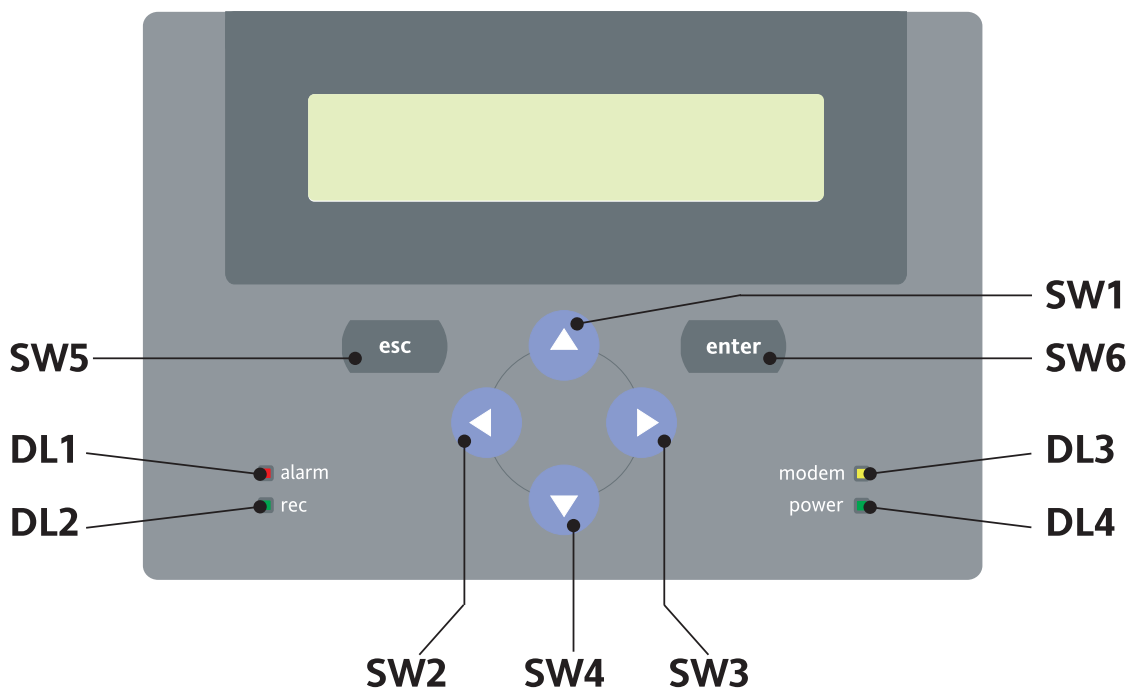 SW1
SW5
esc
enter
SW6
DL1
alarm
modem
DL3
DL2
rec
power
DL4
SW2
SW4
SW3